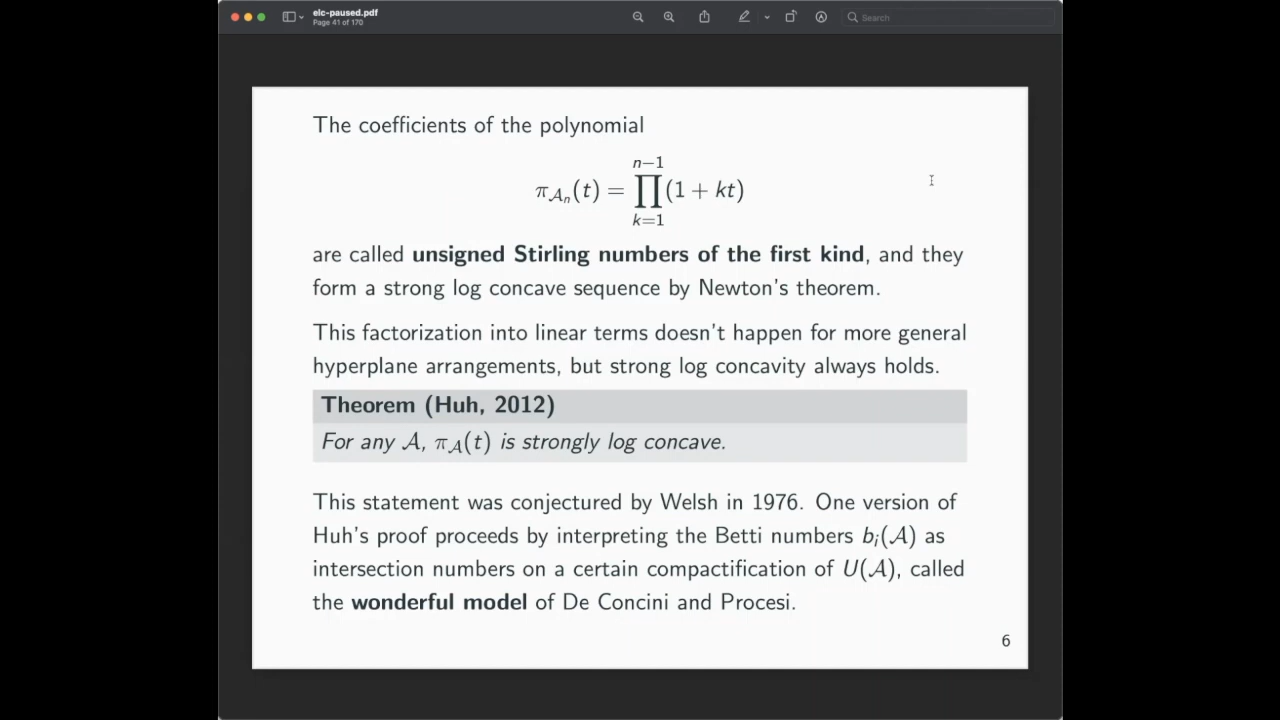 elc-paused.pdf
Page 41 of 170
Search
The coefficients of the polynomial
π_{𝒜_n}(t) = ∏_{k=1}^{n−1}(1 + kt)
are called unsigned Stirling numbers of the first kind, and they
form a strong log concave sequence by Newton's theorem.
This factorization into linear terms doesn't happen for more general
hyperplane arrangements, but strong log concavity always holds.
Theorem (Huh, 2012)
For any 𝒜, π_𝒜(t) is strongly log concave.
This statement was conjectured by Welsh in 1976. One version of
Huh's proof proceeds by interpreting the Betti numbers b_i(𝒜) as
intersection numbers on a certain compactification of U(𝒜), called
the wonderful model of De Concini and Procesi.
6